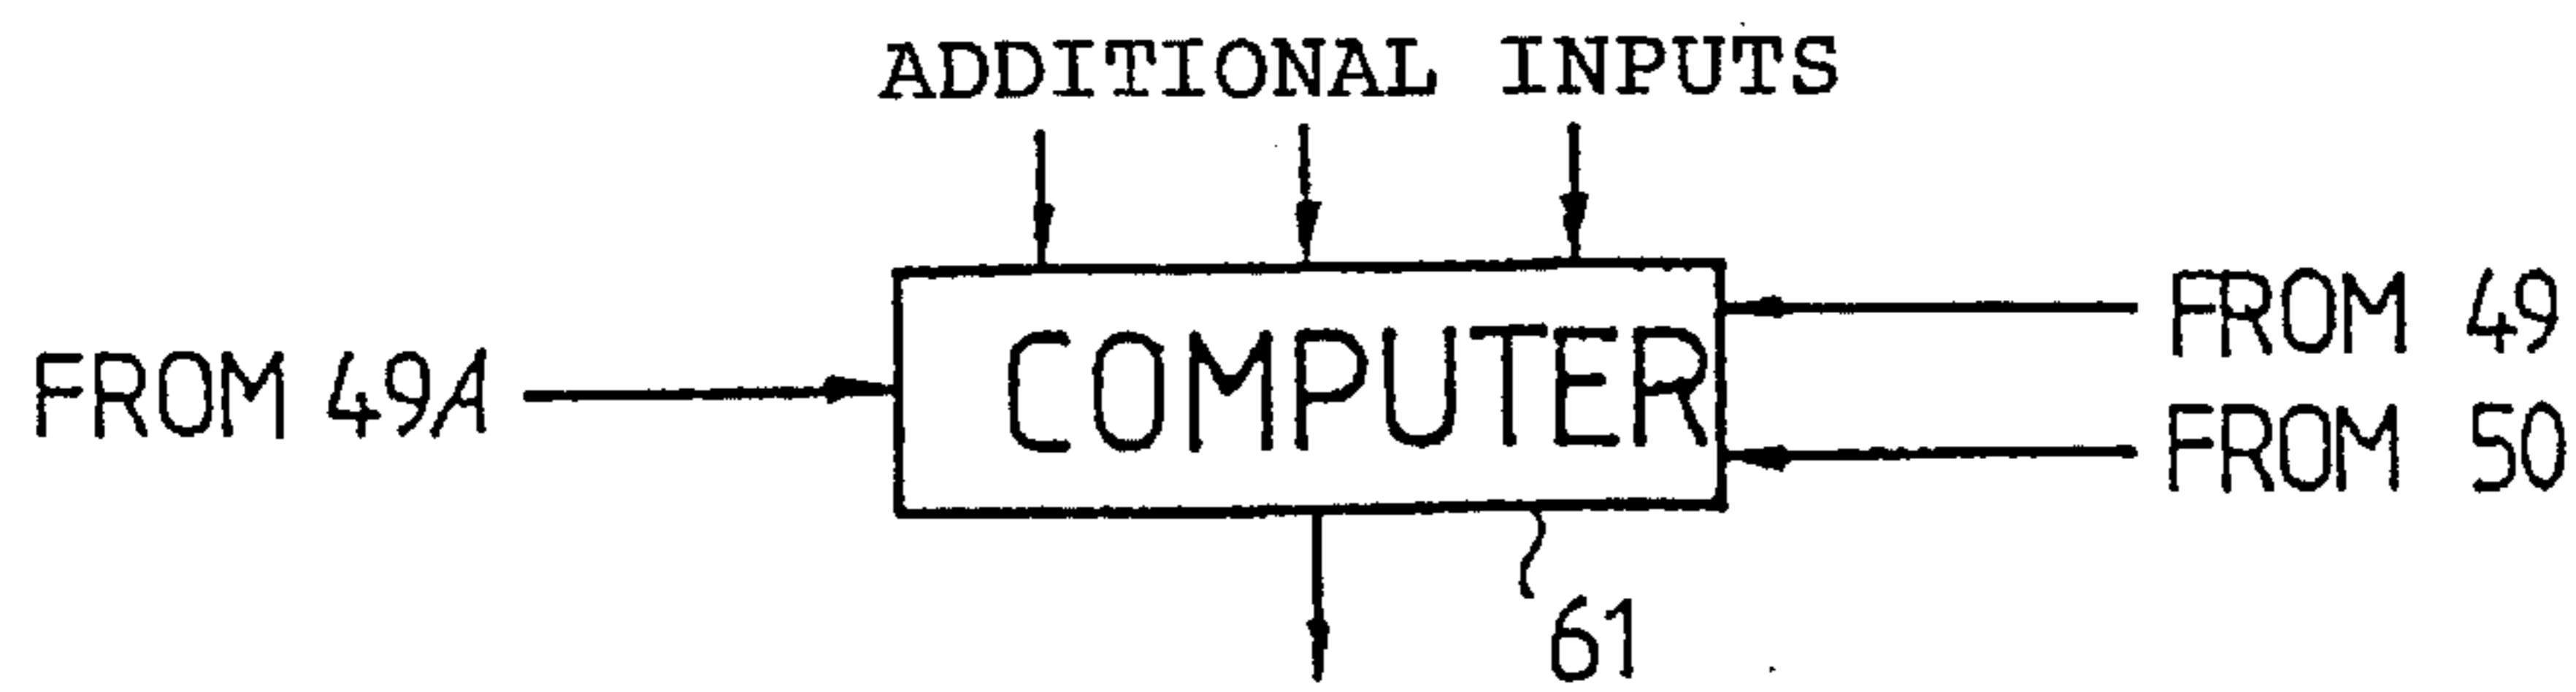 ADDITIONAL INPUTS
FROM 49
FROM 49A
COMPUTER
FROM 50
61